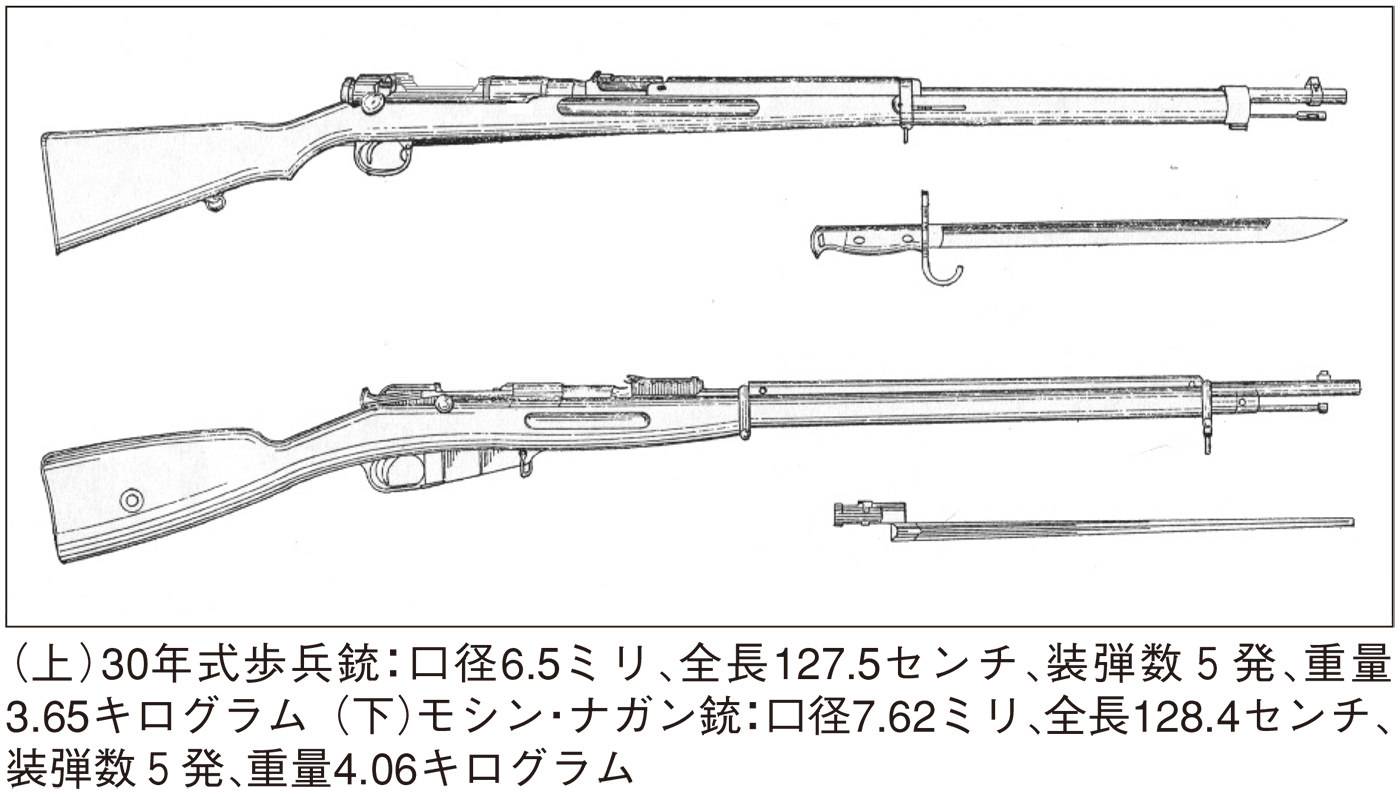 （上）30年式歩兵銃：口径6.5ミリ、全長127.5センチ、装弾数５発、重量
3.65キログラム （下）モシン・ナガン銃：口径7.62ミリ、全長128.4センチ、
装弾数５発、重量4.06キログラム